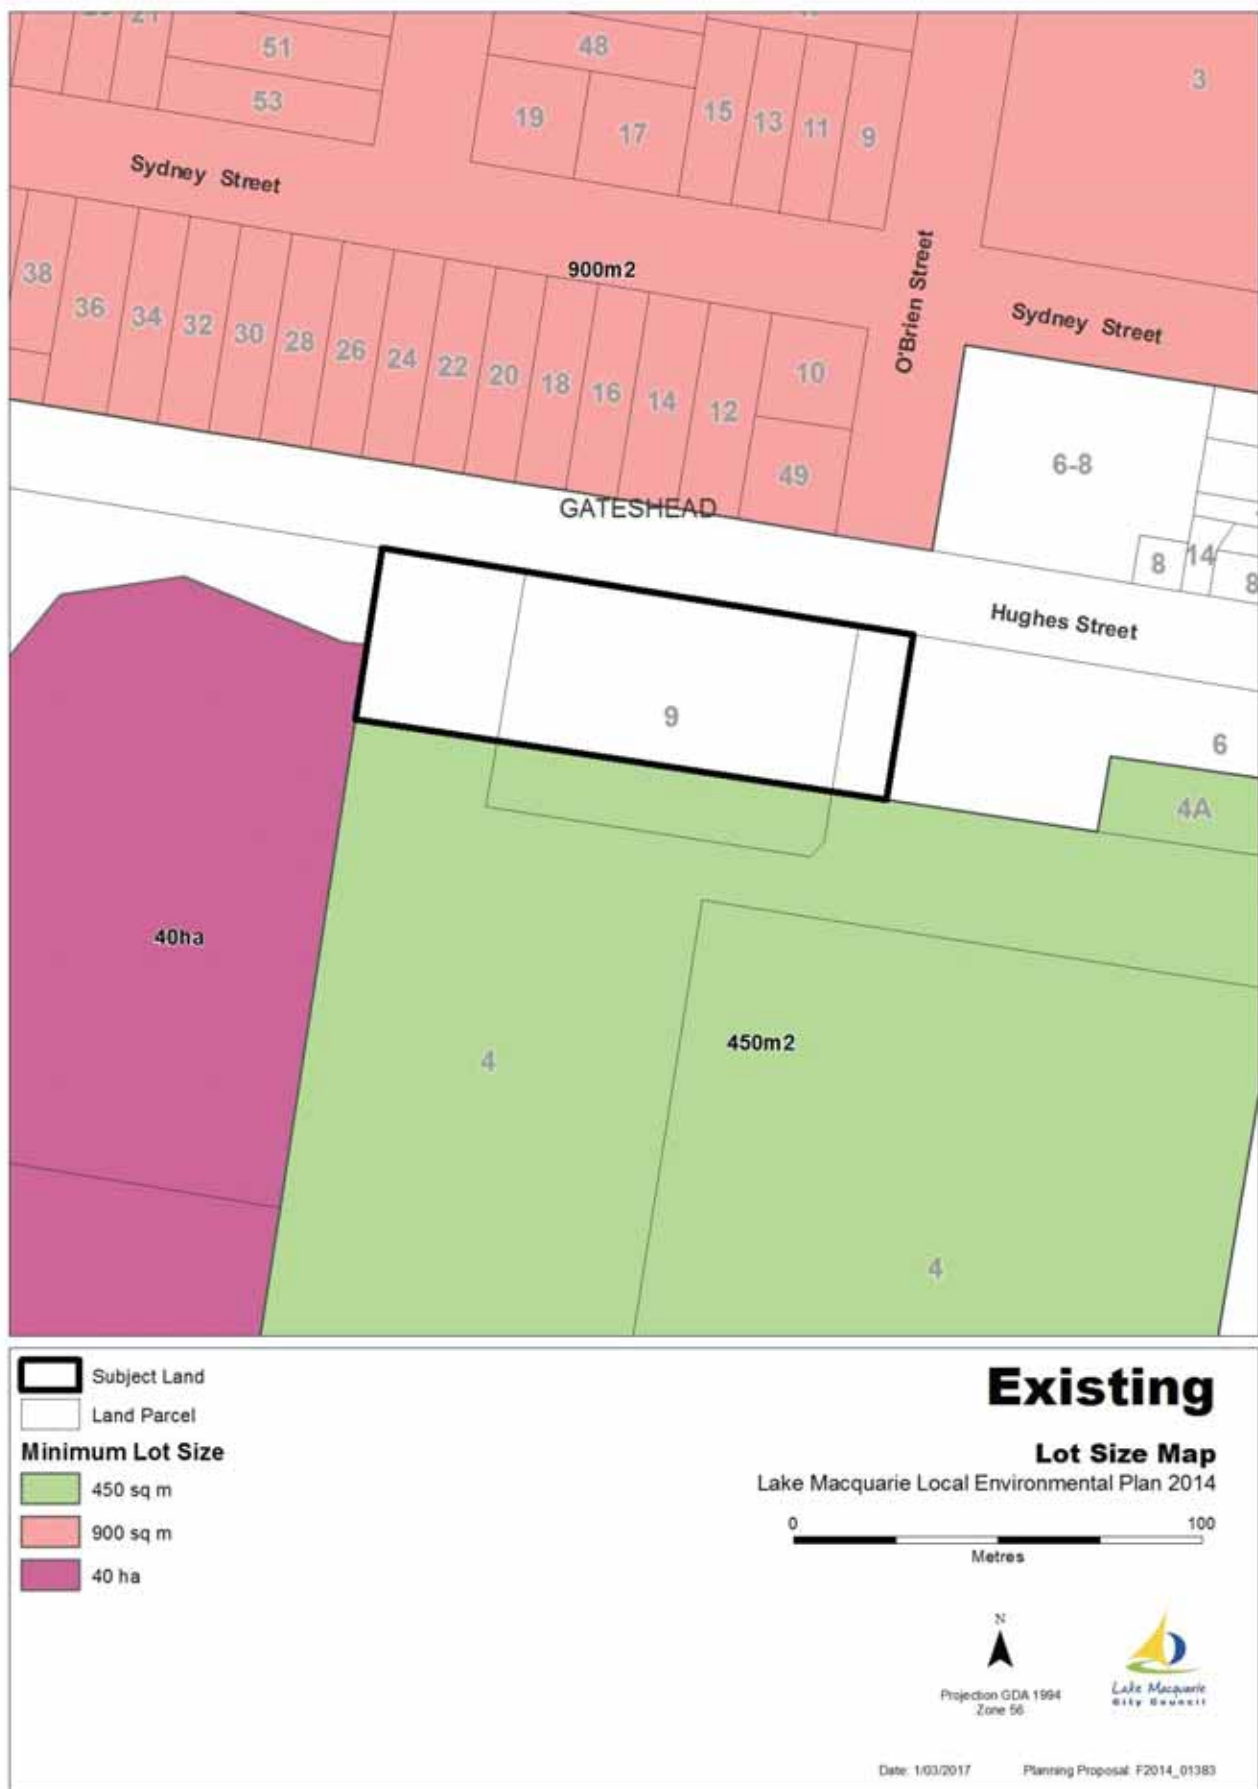 51
48
3
53
19
17
15
13
11
9
Sydney Street
900m2
O'Brien Street
Sydney Street
38
36
34
32
30
28
26
24
22
20
18
16
14
12
10
49
6-8
GATESHEAD
8
14
8
Hughes Street
9
6
4A
40ha
450m2
4
4
Subject Land
Land Parcel
Minimum Lot Size
450 sq m
900 sq m
40 ha
Existing
Lot Size Map
Lake Macquarie Local Environmental Plan 2014
0 100
Metres
N
Projection GDA 1994
Zone 56
Lake Macquarie
City Council
Date: 1/03/2017 Planning Proposal: F2014_01383